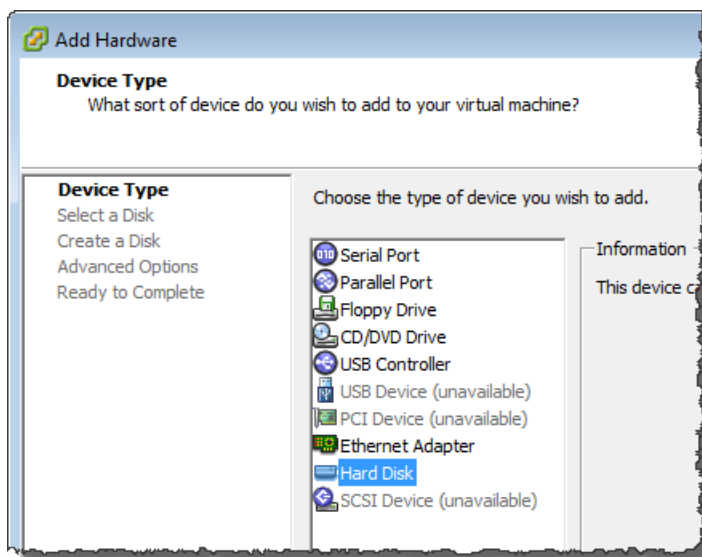 Add Hardware
Device Type
What sort of device do you wish to add to your virtual machine?
Device Type
Select a Disk
Create a Disk
Advanced Options
Ready to Complete
Choose the type of device you wish to add.
Serial Port
Parallel Port
Floppy Drive
CD/DVD Drive
USB Controller
USB Device (unavailable)
PCI Device (unavailable)
Ethernet Adapter
Hard Disk
SCSI Device (unavailable)
Information
This device